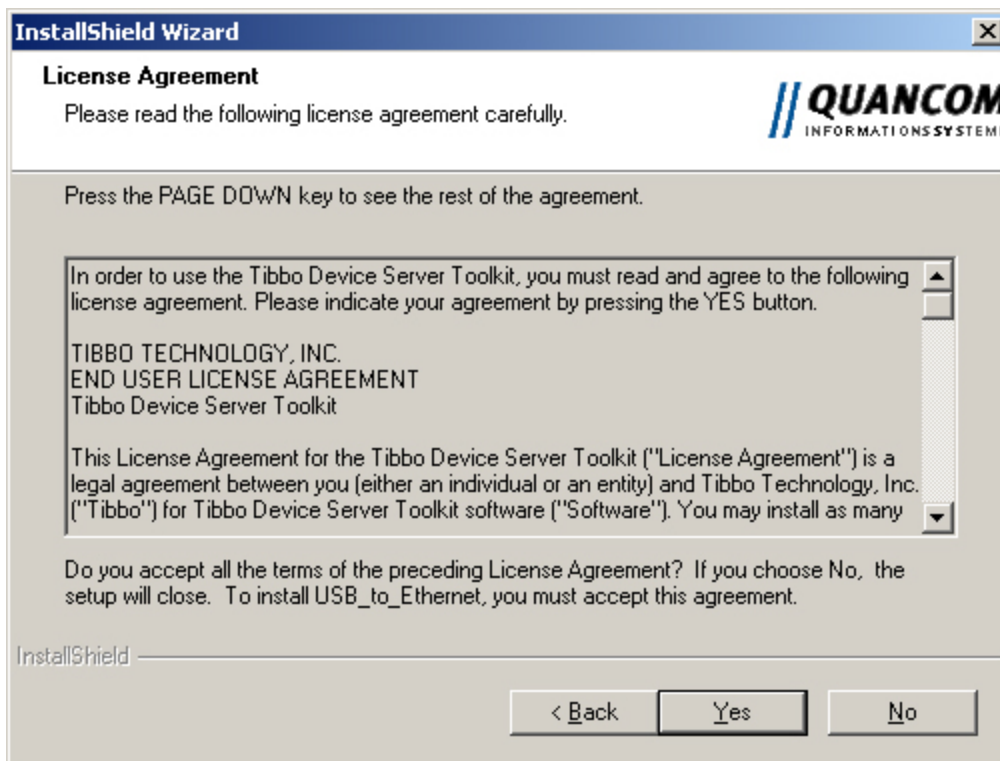 InstallShield Wizard
License Agreement
Please read the following license agreement carefully.
QUANCOM
INFORMATIONSSYSTEM
Press the PAGE DOWN key to see the rest of the agreement.
In order to use the Tibbo Device Server Toolkit, you must read and agree to the following
license agreement. Please indicate your agreement by pressing the YES button.
TIBBO TECHNOLOGY, INC.
END USER LICENSE AGREEMENT
Tibbo Device Server Toolkit
This License Agreement for the Tibbo Device Server Toolkit ("License Agreement") is a
legal agreement between you (either an individual or an entity) and Tibbo Technology, Inc.
("Tibbo") for Tibbo Device Server Toolkit software ("Software"). You may install as many
Do you accept all the terms of the preceding License Agreement? If you choose No, the
setup will close. To install USB_to_Ethernet, you must accept this agreement.
InstallShield
< Back
Yes
No